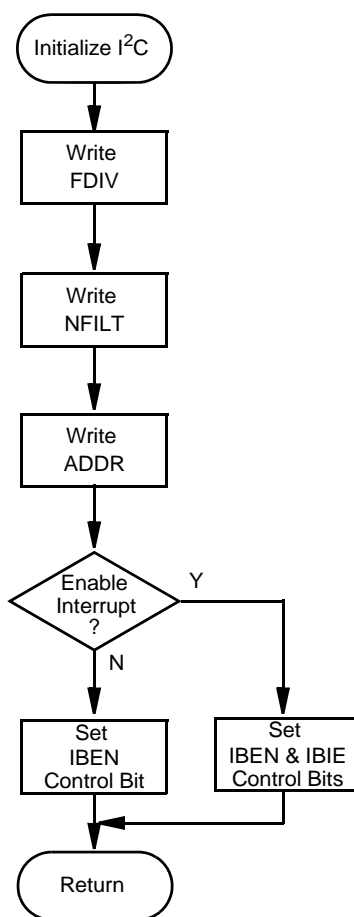 Initialize I²C
Write
FDIV
Write
NFILT
Write
ADDR
Enable
Interrupt
?
Y
N
Set
IBEN
Control Bit
Set
IBEN & IBIE
Control Bits
Return